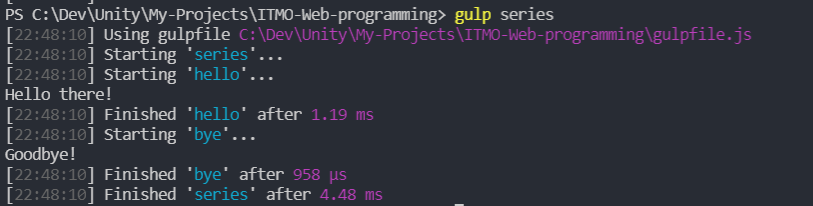 PS C:\Dev\Unity\My-Projects\ITMO-Web-programming> gulp series
[22:48:10] Using gulpfile C:\Dev\Unity\My-Projects\ITMO-Web-programming\gulpfile.js
[22:48:10] Starting 'series'...
[22:48:10] Starting 'hello'...
Hello there!
[22:48:10] Finished 'hello' after 1.19 ms
[22:48:10] Starting 'bye'...
Goodbye!
[22:48:10] Finished 'bye' after 958 μs
[22:48:10] Finished 'series' after 4.48 ms